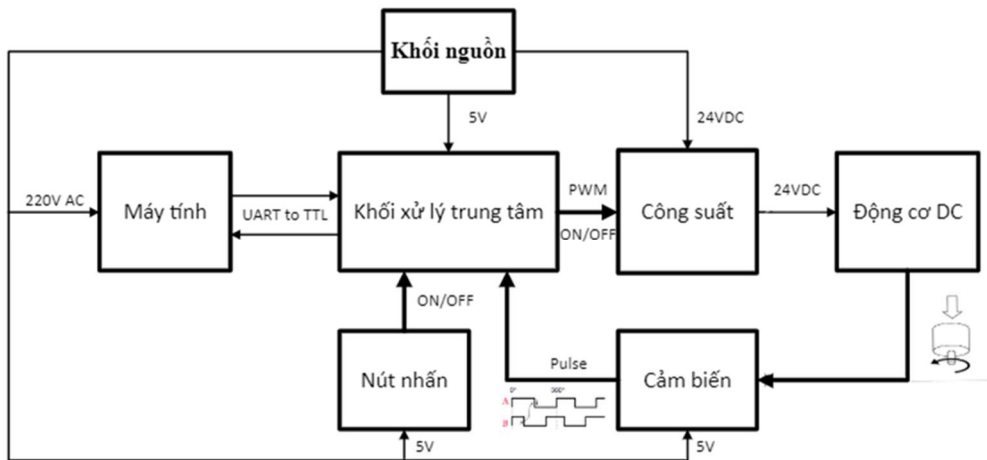 Khối nguồn
5V
24VDC
220V AC
Máy tính
UART to TTL
Khối xử lý trung tâm
PWM
ON/OFF
Công suất
24VDC
Động cơ DC
ON/OFF
Nút nhấn
Pulse
0° 360°
A
B
Cảm biến
5V
5V